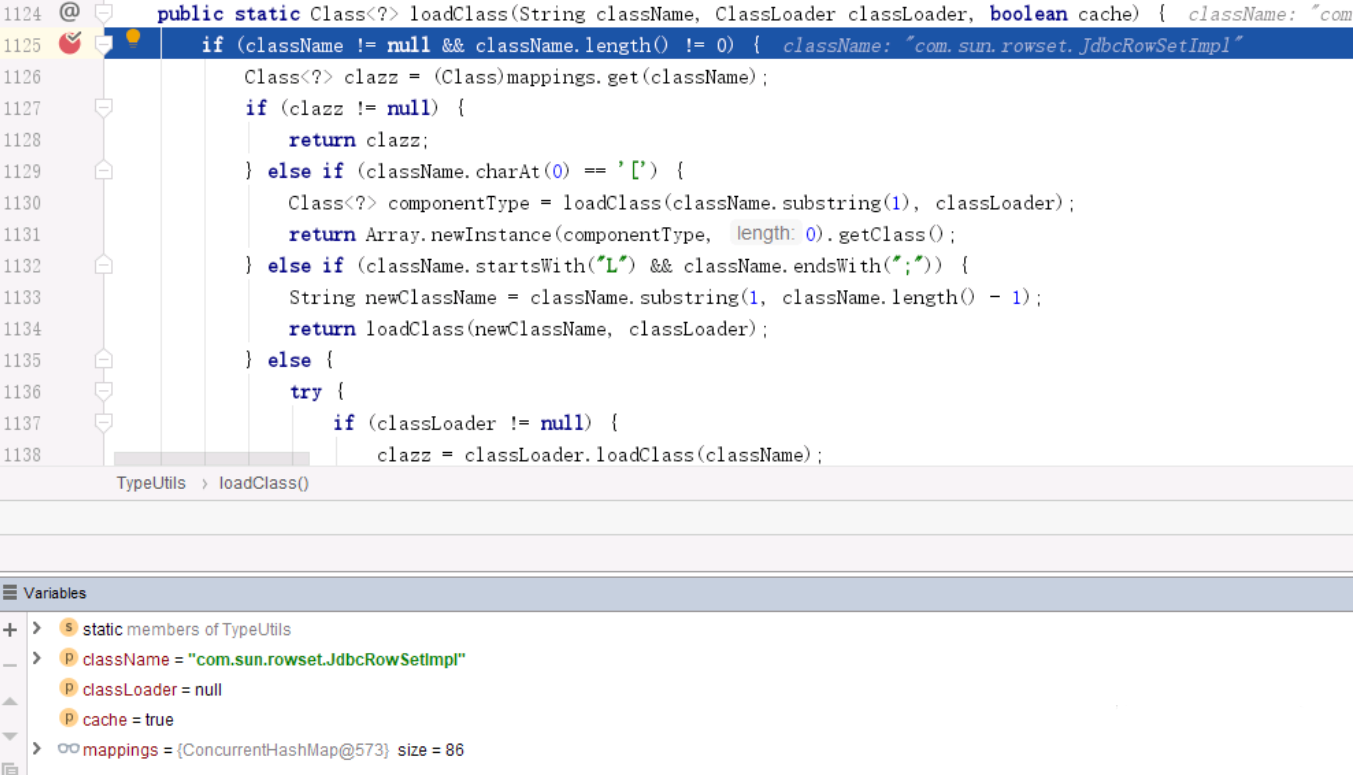 1124 @ public static Class<?> loadClass(String className, ClassLoader classLoader, boolean cache) { className: "com
1125 if (className != null && className.length() != 0) { className: "com.sun.rowset.JdbcRowSetImpl"
1126 Class<?> clazz = (Class)mappings.get(className);
1127 if (clazz != null) {
1128 return clazz;
1129 } else if (className.charAt(0) == '[') {
1130 Class<?> componentType = loadClass(className.substring(1), classLoader);
1131 return Array.newInstance(componentType, length: 0).getClass();
1132 } else if (className.startsWith("L") && className.endsWith(";")) {
1133 String newClassName = className.substring(1, className.length() - 1);
1134 return loadClass(newClassName, classLoader);
1135 } else {
1136 try {
1137 if (classLoader != null) {
1138 clazz = classLoader.loadClass(className);
TypeUtils › loadClass()
Variables
s static members of TypeUtils
p className = "com.sun.rowset.JdbcRowSetImpl"
p classLoader = null
p cache = true
mappings = {ConcurrentHashMap@573} size = 86